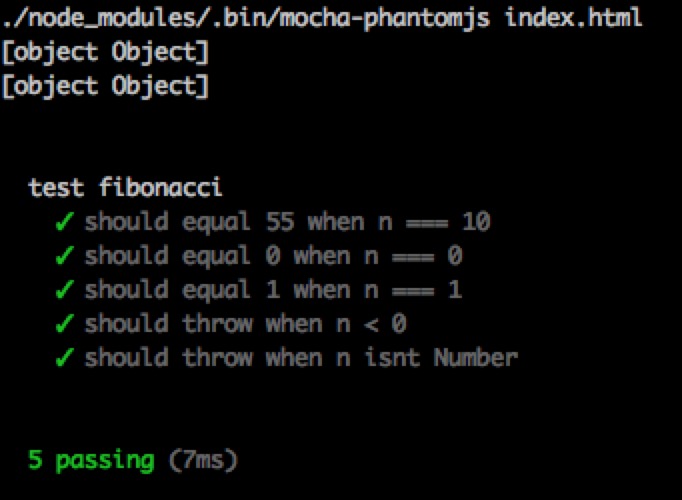 ./node_modules/.bin/mocha-phantomjs index.html
[object Object]
[object Object]
test fibonacci
✓ should equal 55 when n === 10
✓ should equal 0 when n === 0
✓ should equal 1 when n === 1
✓ should throw when n < 0
✓ should throw when n isnt Number
5 passing (7ms)